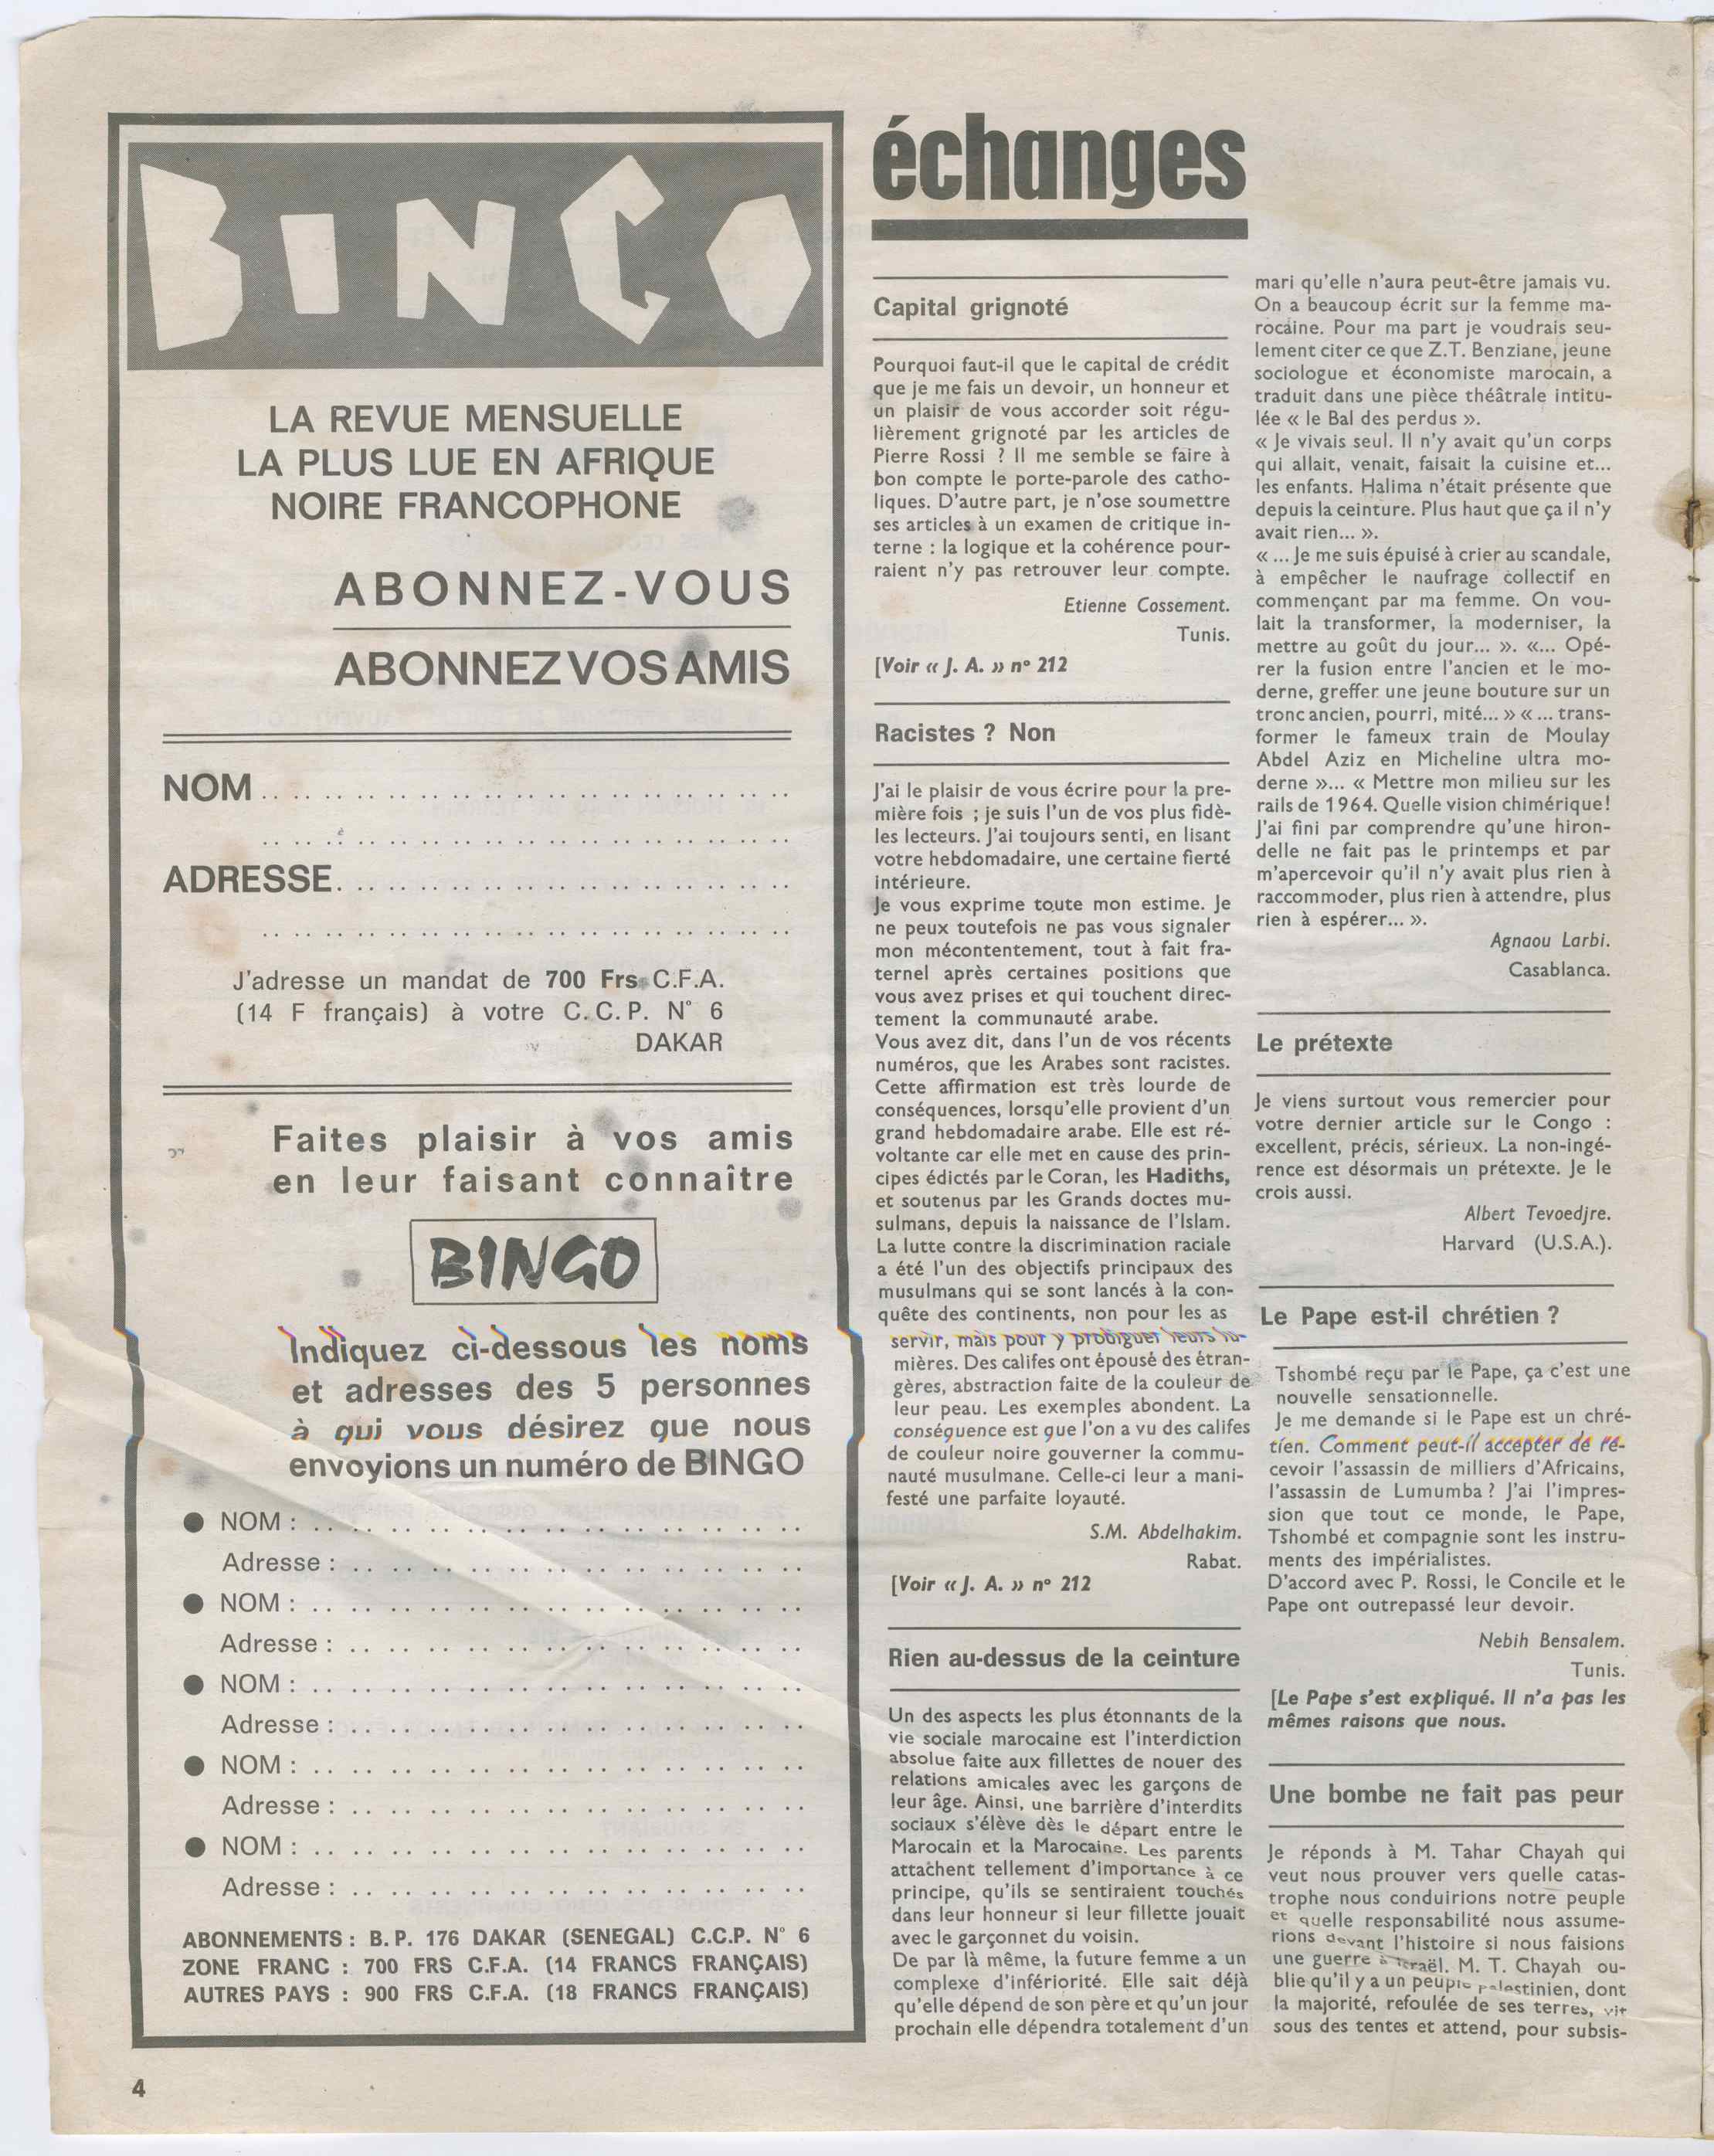 BINGO
LA REVUE MENSUELLE
LA PLUS LUE EN AFRIQUE
NOIRE FRANCOPHONE
ABONNEZ-VOUS
ABONNEZ VOS AMIS
NOM
ADRESSE
J'adresse un mandat de 700 Frs C.F.A.
(14 F français) à votre C.C.P. N° 6
DAKAR
Faites plaisir à vos amis
en leur faisant connaître
BINGO
Indiquez ci-dessous les noms
et adresses des 5 personnes
à qui vous désirez que nous
envoyions un numéro de BINGO
● NOM :
Adresse :
● NOM :
Adresse :
● NOM :
Adresse :
● NOM :
Adresse :
● NOM :
Adresse :
ABONNEMENTS : B.P. 176 DAKAR (SENEGAL) C.C.P. N° 6
ZONE FRANC : 700 FRS C.F.A. (14 FRANCS FRANÇAIS)
AUTRES PAYS : 900 FRS C.F.A. (18 FRANCS FRANÇAIS)
4
échanges
Capital grignoté
Pourquoi faut-il que le capital de crédit
que je me fais un devoir, un honneur et
un plaisir de vous accorder soit régu-
lièrement grignoté par les articles de
Pierre Rossi ? Il me semble se faire à
bon compte le porte-parole des catho-
liques. D'autre part, je n'ose soumettre
ses articles à un examen de critique in-
terne : la logique et la cohérence pour-
raient n'y pas retrouver leur compte.
Etienne Cossement.
Tunis.
[Voir « J. A. » n° 212
Racistes ? Non
J'ai le plaisir de vous écrire pour la pre-
mière fois ; je suis l'un de vos plus fidè-
les lecteurs. J'ai toujours senti, en lisant
votre hebdomadaire, une certaine fierté
intérieure.
Je vous exprime toute mon estime. Je
ne peux toutefois ne pas vous signaler
mon mécontentement, tout à fait fra-
ternel après certaines positions que
vous avez prises et qui touchent direc-
tement la communauté arabe.
Vous avez dit, dans l'un de vos récents
numéros, que les Arabes sont racistes.
Cette affirmation est très lourde de
conséquences, lorsqu'elle provient d'un
grand hebdomadaire arabe. Elle est ré-
voltante car elle met en cause des prin-
cipes édictés par le Coran, les Hadiths,
et soutenus par les Grands doctes mu-
sulmans, depuis la naissance de l'Islam.
La lutte contre la discrimination raciale
a été l'un des objectifs principaux des
musulmans qui se sont lancés à la con-
quête des continents, non pour les as
servir, mais pour y prodiguer leurs lu-
mières. Des califes ont épousé des étran-
gères, abstraction faite de la couleur de
leur peau. Les exemples abondent. La
conséquence est que l'on a vu des califes
de couleur noire gouverner la commu-
nauté musulmane. Celle-ci leur a mani-
festé une parfaite loyauté.
S.M. Abdelhakim.
Rabat.
[Voir « J. A. » n° 212
Rien au-dessus de la ceinture
Un des aspects les plus étonnants de la
vie sociale marocaine est l'interdiction
absolue faite aux fillettes de nouer des
relations amicales avec les garçons de
leur âge. Ainsi, une barrière d'interdits
sociaux s'élève dès le départ entre le
Marocain et la Marocaine. Les parents
attachent tellement d'importance à ce
principe, qu'ils se sentiraient touchés
dans leur honneur si leur fillette jouait
avec le garçonnet du voisin.
De par là même, la future femme a un
complexe d'infériorité. Elle sait déjà
qu'elle dépend de son père et qu'un jour
prochain elle dépendra totalement d'un
mari qu'elle n'aura peut-être jamais vu.
On a beaucoup écrit sur la femme ma-
rocaine. Pour ma part je voudrais seu-
lement citer ce que Z.T. Benziane, jeune
sociologue et économiste marocain, a
traduit dans une pièce théâtrale intitu-
lée « le Bal des perdus ».
« Je vivais seul. Il n'y avait qu'un corps
qui allait, venait, faisait la cuisine et...
les enfants. Halima n'était présente que
depuis la ceinture. Plus haut que ça il n'y
avait rien... ».
« ... Je me suis épuisé à crier au scandale,
à empêcher le naufrage collectif en
commençant par ma femme. On vou-
lait la transformer, la moderniser, la
mettre au goût du jour... ». «... Opé-
rer la fusion entre l'ancien et le mo-
derne, greffer une jeune bouture sur un
tronc ancien, pourri, mité... » « ... trans-
former le fameux train de Moulay
Abdel Aziz en Micheline ultra mo-
derne »... « Mettre mon milieu sur les
rails de 1964. Quelle vision chimérique !
J'ai fini par comprendre qu'une hiron-
delle ne fait pas le printemps et par
m'apercevoir qu'il n'y avait plus rien à
raccommoder, plus rien à attendre, plus
rien à espérer... ».
Agnaou Larbi.
Casablanca.
Le prétexte
Je viens surtout vous remercier pour
votre dernier article sur le Congo :
excellent, précis, sérieux. La non-ingé-
rence est désormais un prétexte. Je le
crois aussi.
Albert Tevoedjre.
Harvard (U.S.A.).
Le Pape est-il chrétien ?
Tshombé reçu par le Pape, ça c'est une
nouvelle sensationnelle.
Je me demande si le Pape est un chré-
tien. Comment peut-il accepter de re-
cevoir l'assassin de milliers d'Africains,
l'assassin de Lumumba ? J'ai l'impres-
sion que tout ce monde, le Pape,
Tshombé et compagnie sont les instru-
ments des impérialistes.
D'accord avec P. Rossi, le Concile et le
Pape ont outrepassé leur devoir.
Nebih Bensalem.
Tunis.
[Le Pape s'est expliqué. Il n'a pas les
mêmes raisons que nous.
Une bombe ne fait pas peur
Je réponds à M. Tahar Chayah qui
veut nous prouver vers quelle catas-
trophe nous conduirions notre peuple
et quelle responsabilité nous assume-
rions devant l'histoire si nous faisions
une guerre à Israël. M. T. Chayah ou-
blie qu'il y a un peuple palestinien, dont
la majorité, refoulée de ses terres, vit
sous des tentes et attend, pour subsis-